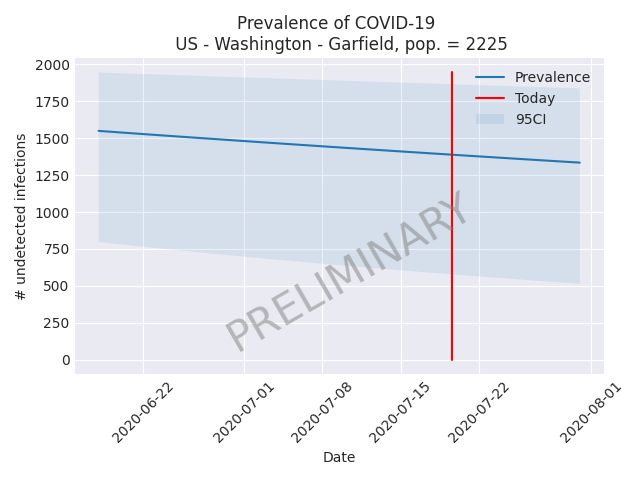 Prevalence of COVID-19
US - Washington - Garfield, pop. = 2225
2000
1750
1500
1250
1000
750
500
250
0
# undetected infections
Prevalence
Today
95CI
PRELIMINARY
2020-06-22
2020-07-01
2020-07-08
2020-07-15
2020-07-22
2020-08-01
Date